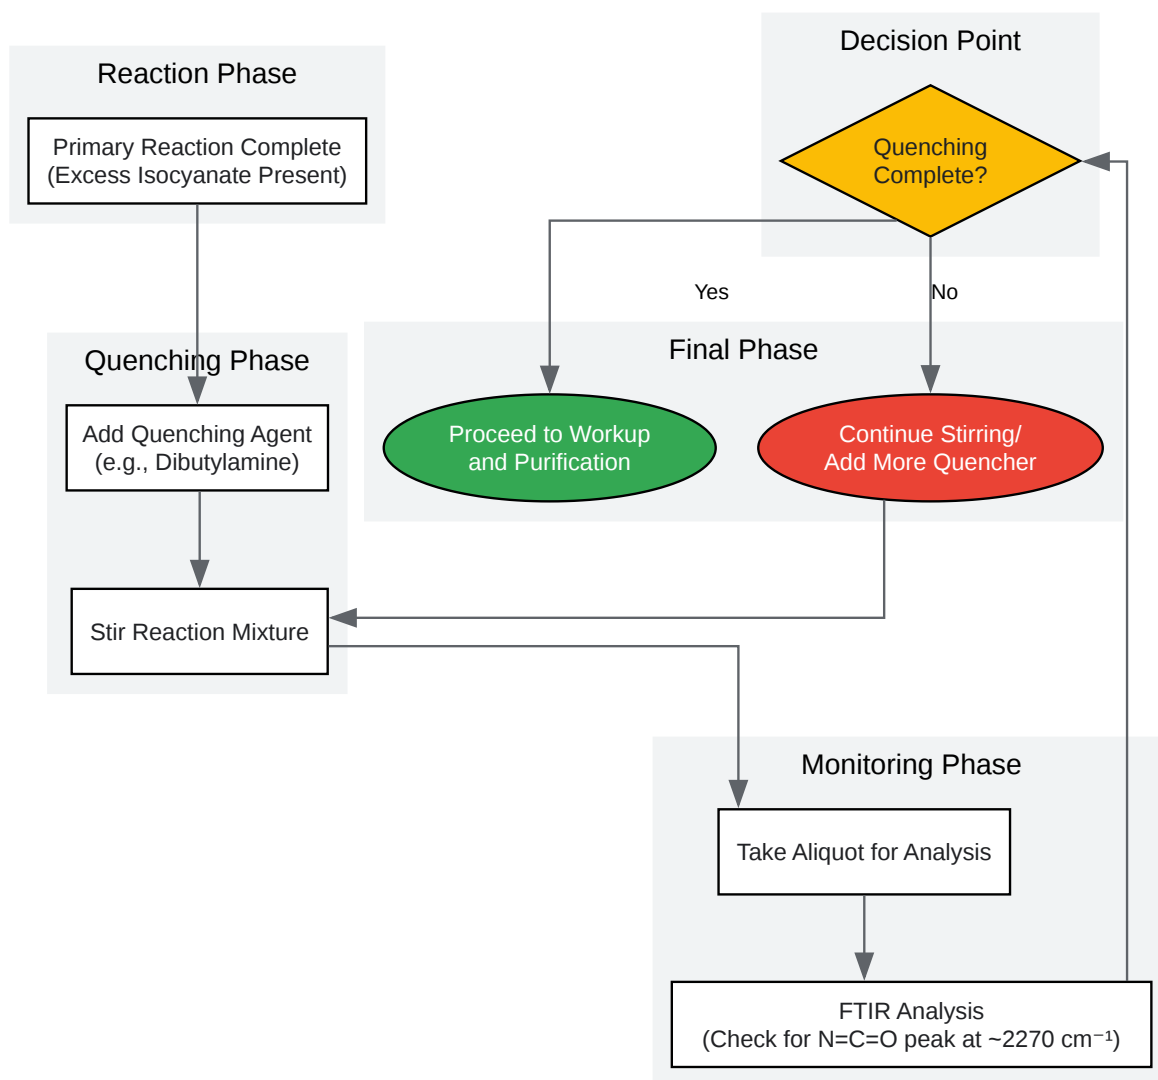 Reaction Phase
Primary Reaction Complete
(Excess Isocyanate Present)
Decision Point
Quenching
Complete?
Yes
No
Quenching Phase
Add Quenching Agent
(e.g., Dibutylamine)
Stir Reaction Mixture
Final Phase
Proceed to Workup
and Purification
Continue Stirring/
Add More Quencher
Monitoring Phase
Take Aliquot for Analysis
FTIR Analysis
(Check for N=C=O peak at ~2270 cm⁻¹)